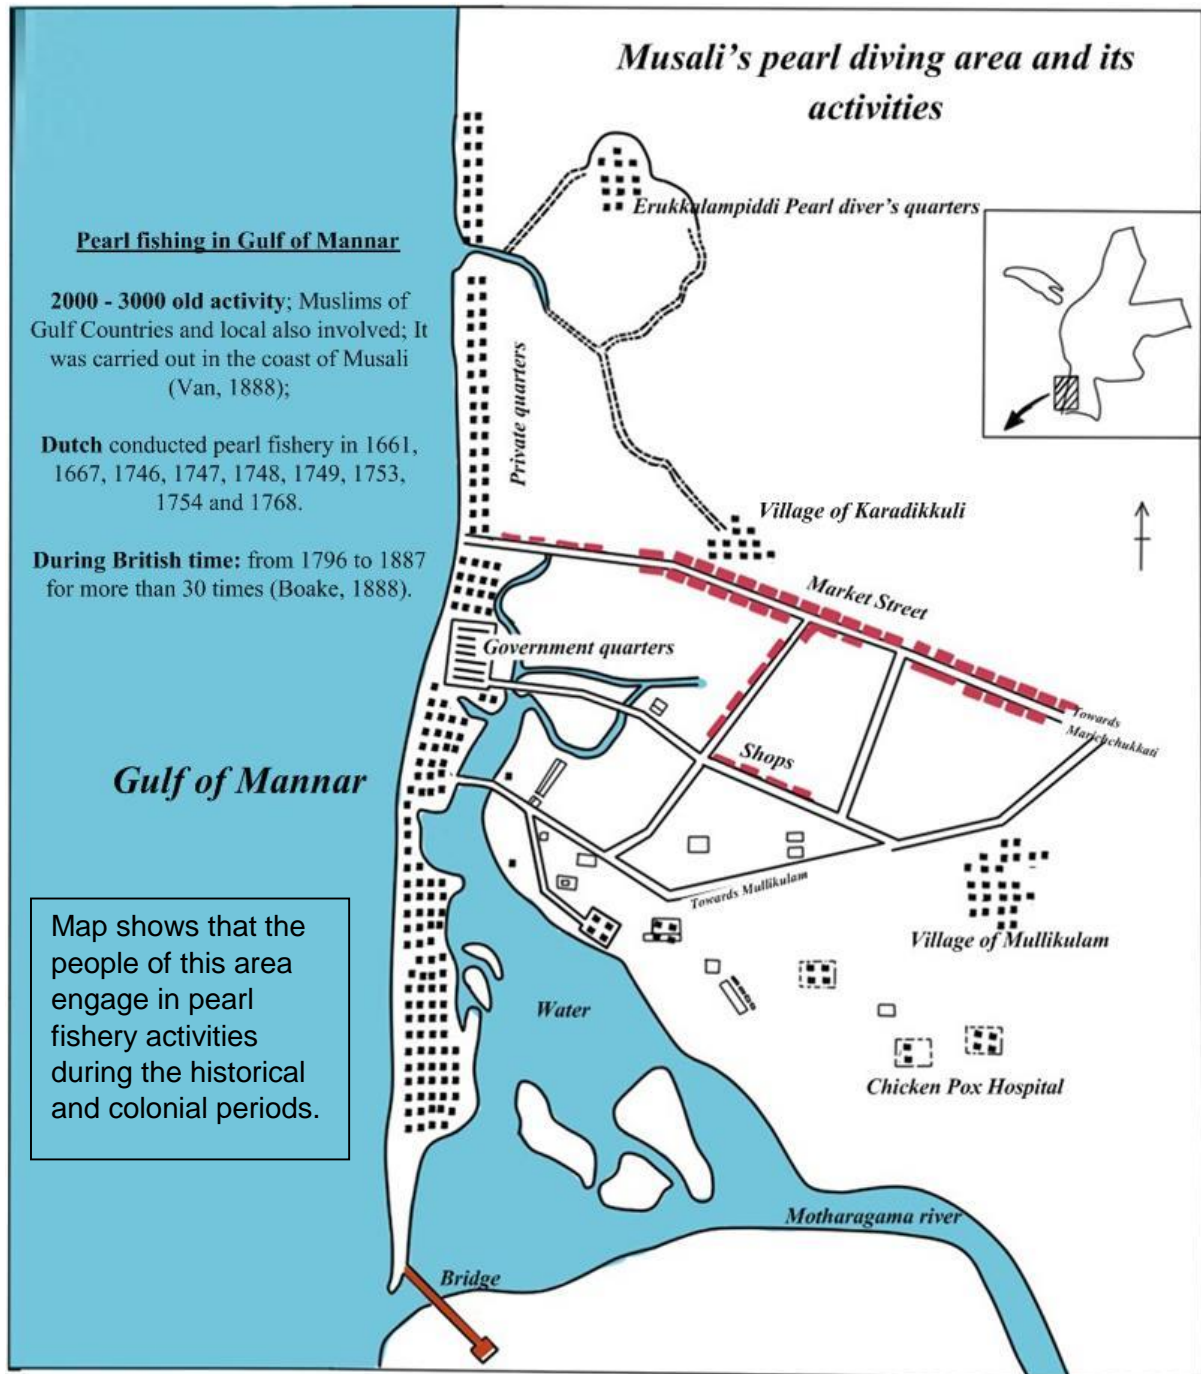 Musali's pearl diving area and its
activities
Erukkalampiddi Pearl diver's quarters
Pearl fishing in Gulf of Mannar
2000 - 3000 old activity; Muslims of
Gulf Countries and local also involved; It
was carried out in the coast of Musali
(Van, 1888);
Dutch conducted pearl fishery in 1661,
1667, 1746, 1747, 1748, 1749, 1753,
1754 and 1768.
During British time: from 1796 to 1887
for more than 30 times (Boake, 1888).
Private quarters
Village of Karadikkuli
Market Street
Government quarters
Towards
Marichchukkati
Shops
Gulf of Mannar
Towards Mullikulam
Village of Mullikulam
Map shows that the
people of this area
engage in pearl
fishery activities
during the historical
and colonial periods.
Water
Chicken Pox Hospital
Motharagama river
Bridge